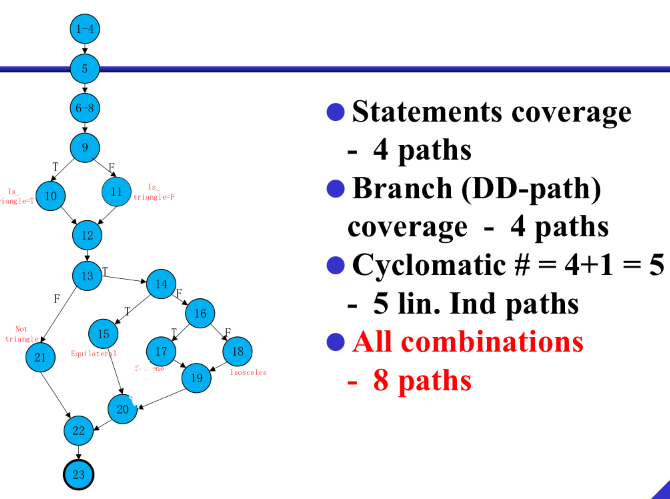 1-4
5
6-8
9
T
F
Is_
10
11
Is_
triangle=F
12
13
T
14
F
T
F
16
15
T
F
Not
triangle
21
Equilateral
17
18
Isosceles
19
20
22
23
Statements coverage
- 4 paths
Branch (DD-path)
coverage - 4 paths
Cyclomatic # = 4+1 = 5
- 5 lin. Ind paths
All combinations
- 8 paths